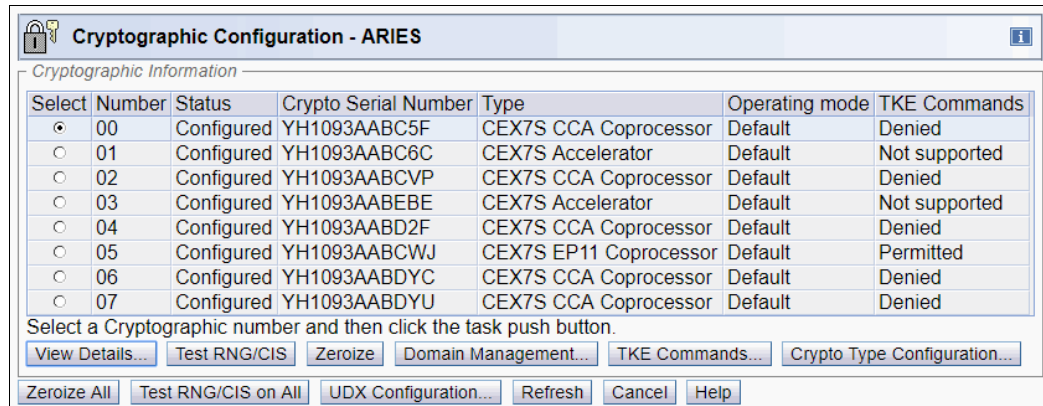 Cryptographic Configuration - ARIES
i
Cryptographic Information
Select Number Status Crypto Serial Number Type Operating mode TKE Commands
00 Configured YH1093AABC5F CEX7S CCA Coprocessor Default Denied
01 Configured YH1093AABC6C CEX7S Accelerator Default Not supported
02 Configured YH1093AABCVP CEX7S CCA Coprocessor Default Denied
03 Configured YH1093AABEBE CEX7S Accelerator Default Not supported
04 Configured YH1093AABD2F CEX7S CCA Coprocessor Default Denied
05 Configured YH1093AABCWJ CEX7S EP11 Coprocessor Default Permitted
06 Configured YH1093AABDYC CEX7S CCA Coprocessor Default Denied
07 Configured YH1093AABDYU CEX7S CCA Coprocessor Default Denied
Select a Cryptographic number and then click the task push button.
View Details... Test RNG/CIS Zeroize Domain Management... TKE Commands... Crypto Type Configuration...
Zeroize All Test RNG/CIS on All UDX Configuration... Refresh Cancel Help